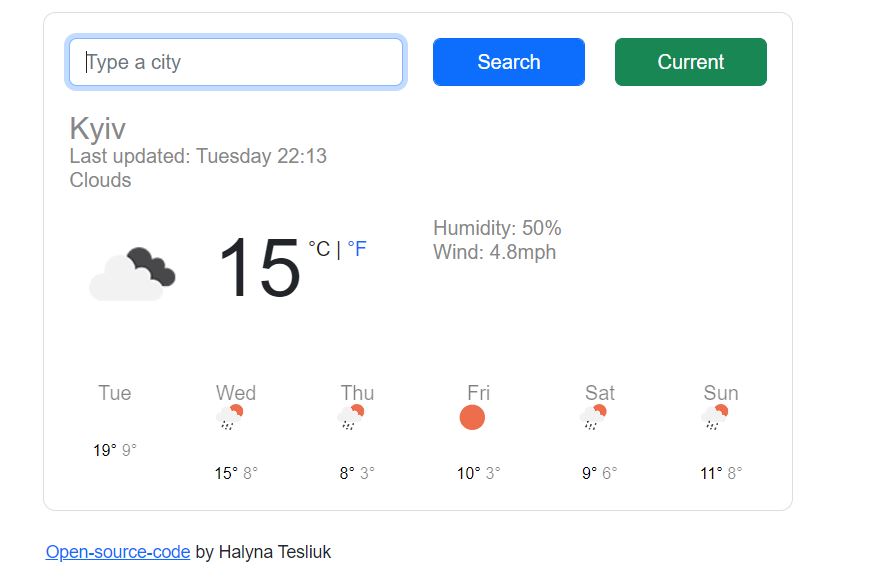 Type a city
Search
Current
Kyiv
Last updated: Tuesday 22:13
Clouds
15 °C | °F
Humidity: 50%
Wind: 4.8mph
Tue Wed Thu Fri Sat Sun
19° 9°
15° 8° 8° 3° 10° 3° 9° 6° 11° 8°
Open-source-code by Halyna Tesliuk